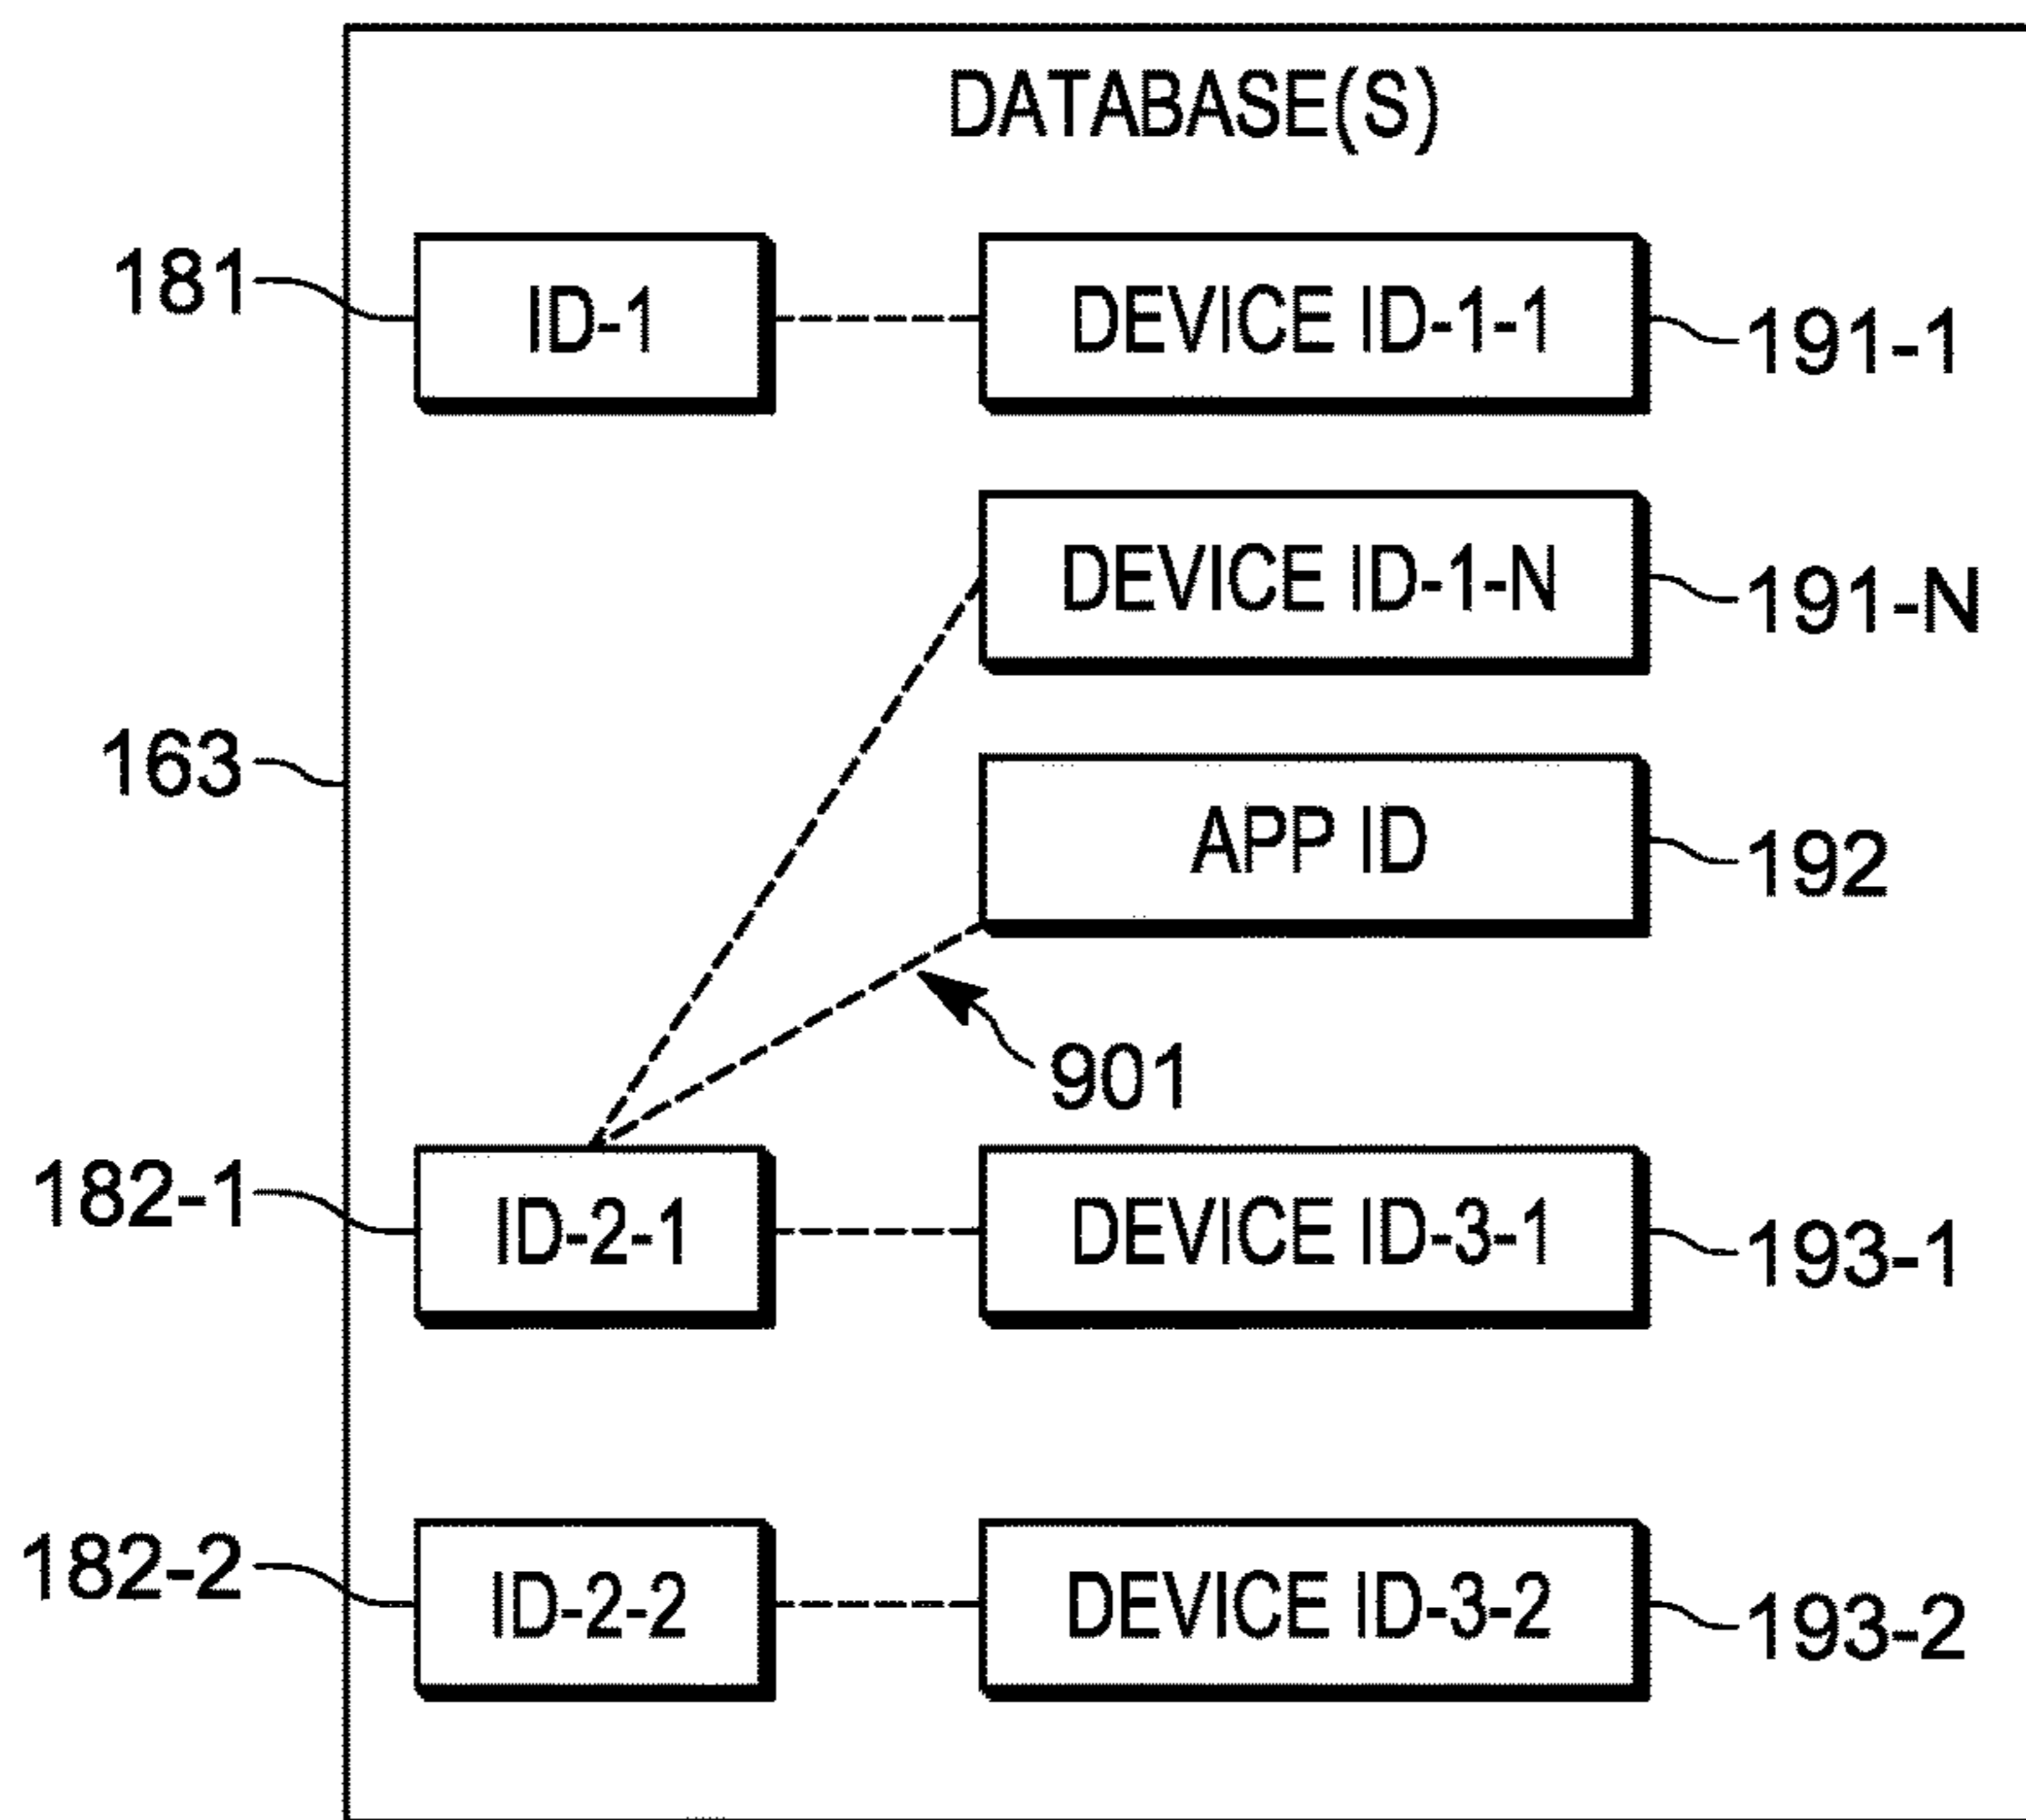 DATABASE(S)
181 ID-1 DEVICE ID-1-1 191-1
DEVICE ID-1-N 191-N
163 APP ID 192
901
182-1 ID-2-1 DEVICE ID-3-1 193-1
182-2 ID-2-2 DEVICE ID-3-2 193-2